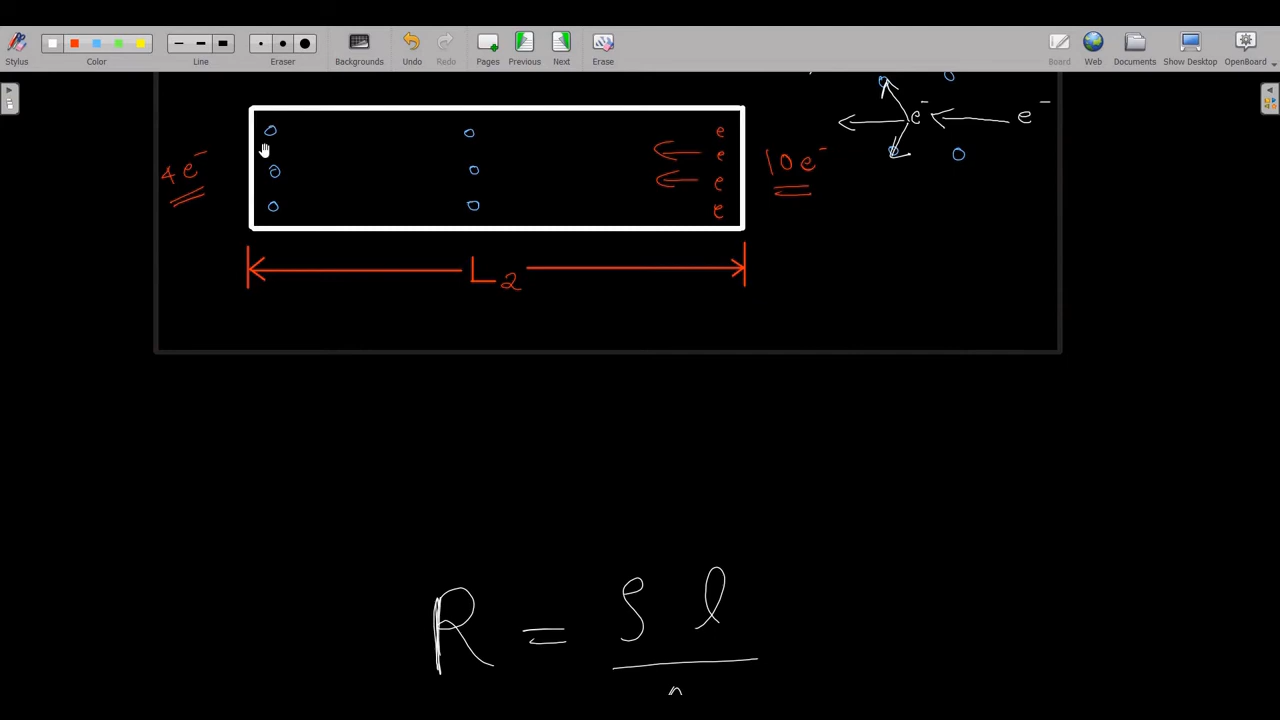 Stylus Color Line Eraser Backgrounds Undo Redo Pages Previous Next Erase Board Web Documents Show Desktop OpenBoard
e⁻ e⁻
4e⁻ e 10e⁻
e
e
e
L₂
R = ρ l